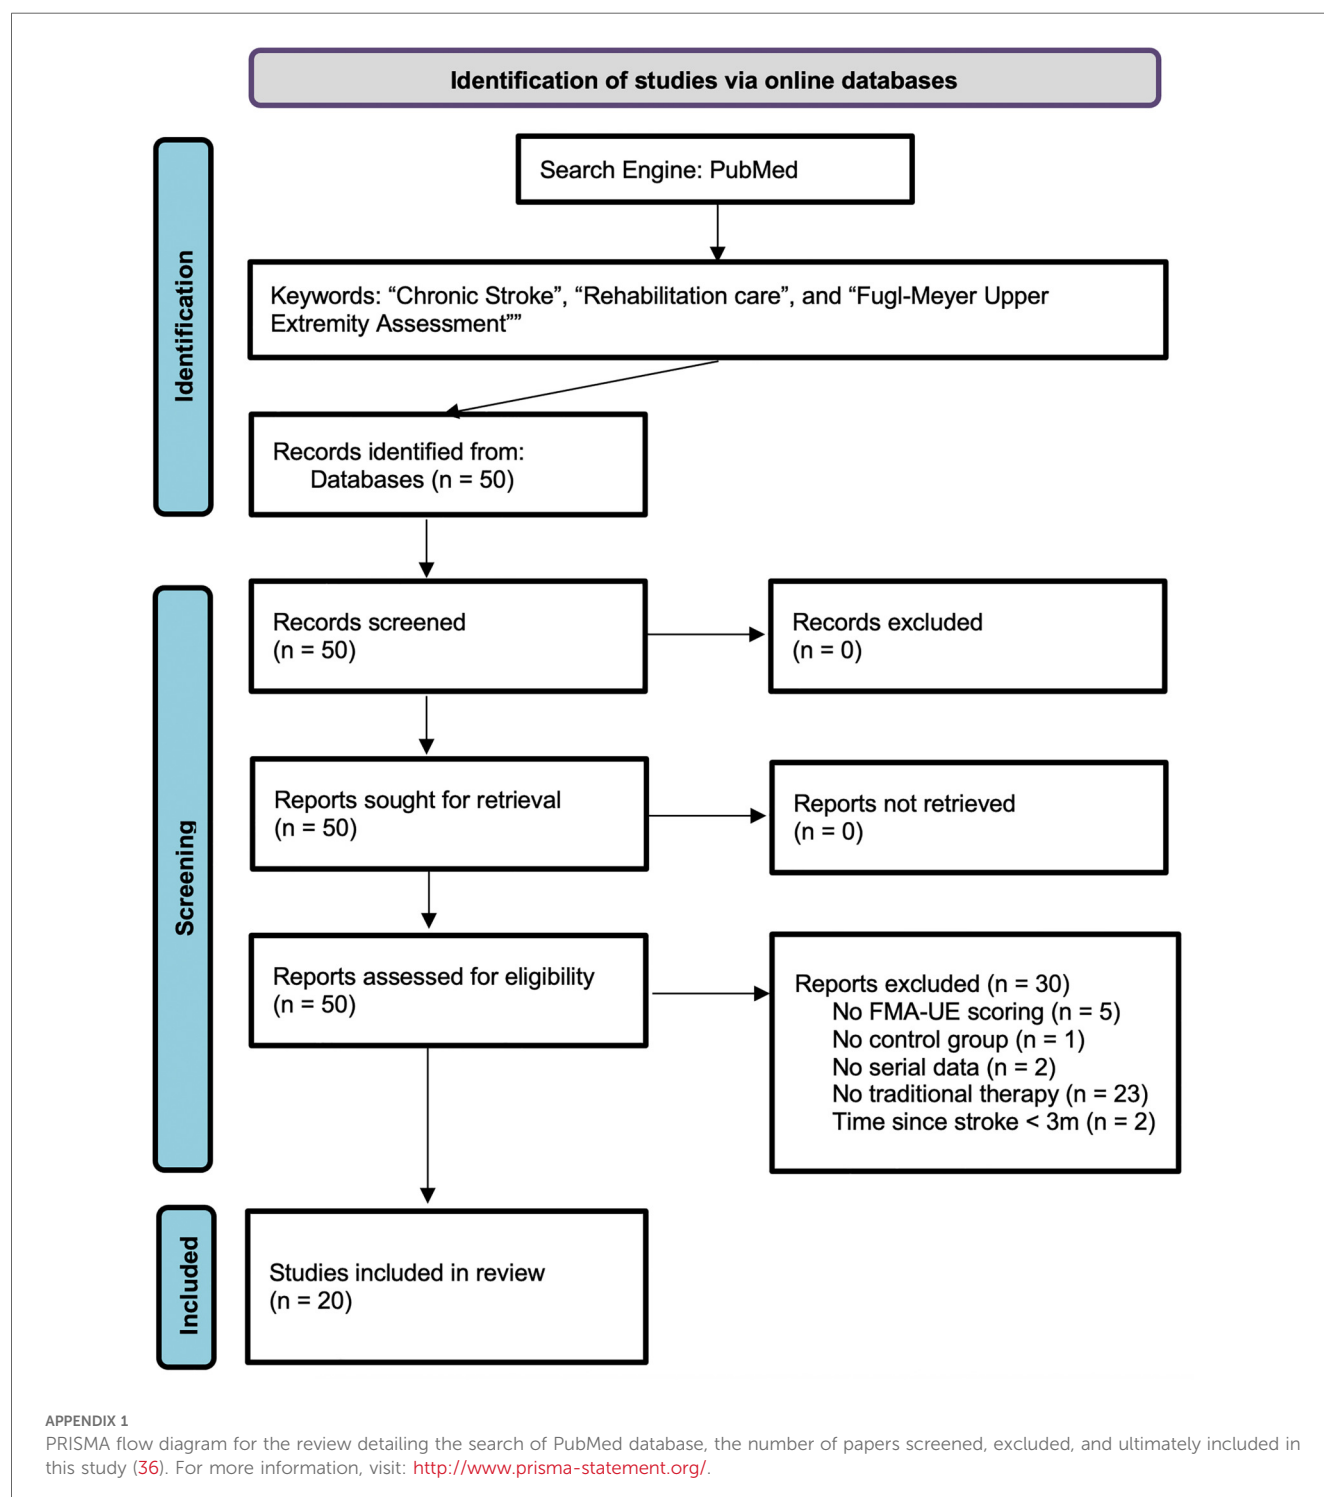 Identification of studies via online databases
Identification
Search Engine: PubMed
Keywords: “Chronic Stroke”, “Rehabilitation care”, and “Fugl-Meyer Upper
Extremity Assessment””
Records identified from:
Databases (n = 50)
Screening
Records screened
(n = 50)
Records excluded
(n = 0)
Reports sought for retrieval
(n = 50)
Reports not retrieved
(n = 0)
Reports assessed for eligibility
(n = 50)
Reports excluded (n = 30)
No FMA-UE scoring (n = 5)
No control group (n = 1)
No serial data (n = 2)
No traditional therapy (n = 23)
Time since stroke < 3m (n = 2)
Included
Studies included in review
(n = 20)
APPENDIX 1
PRISMA flow diagram for the review detailing the search of PubMed database, the number of papers screened, excluded, and ultimately included in
this study (36). For more information, visit: http://www.prisma-statement.org/.